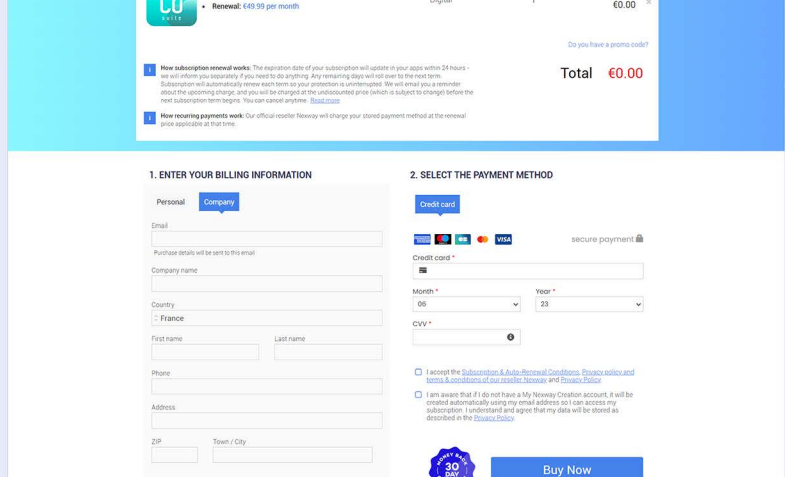 CO
suite
Renewal: €49.99 per month
Digital
1
€0.00
×
Do you have a promo code?
i
How subscription renewal works: The expiration date of your subscription will update in your apps within 24 hours -
we will inform you separately if you need to do anything. Any remaining days will roll over to the next term.
Subscription will automatically renew each term so your protection is uninterrupted. We will email you a reminder
about the upcoming charge, and you will be charged at the undiscounted price (which is subject to change) before the
next subscription term begins. You can cancel anytime. Read more
Total €0.00
i
How recurring payments work: Our official reseller Nexway will charge your stored payment method at the renewal
price applicable at that time.
1. ENTER YOUR BILLING INFORMATION
Personal Company
Email
Purchase details will be sent to this email
Company name
Country
France
First name Last name
Phone
Address
ZIP Town / City
2. SELECT THE PAYMENT METHOD
Credit card
VISA
secure payment
Credit card *
Month * Year *
06 23
CVV *
I accept the Subscription & Auto-Renewal Conditions, Privacy policy and
terms & conditions of our reseller Nexway and Privacy Policy.
I am aware that if I do not have a My Nexway Creation account, it will be
created automatically using my email address so I can access my
subscription. I understand and agree that my data will be stored as
described in the Privacy Policy.
MONEY BACK
30
DAY
Buy Now